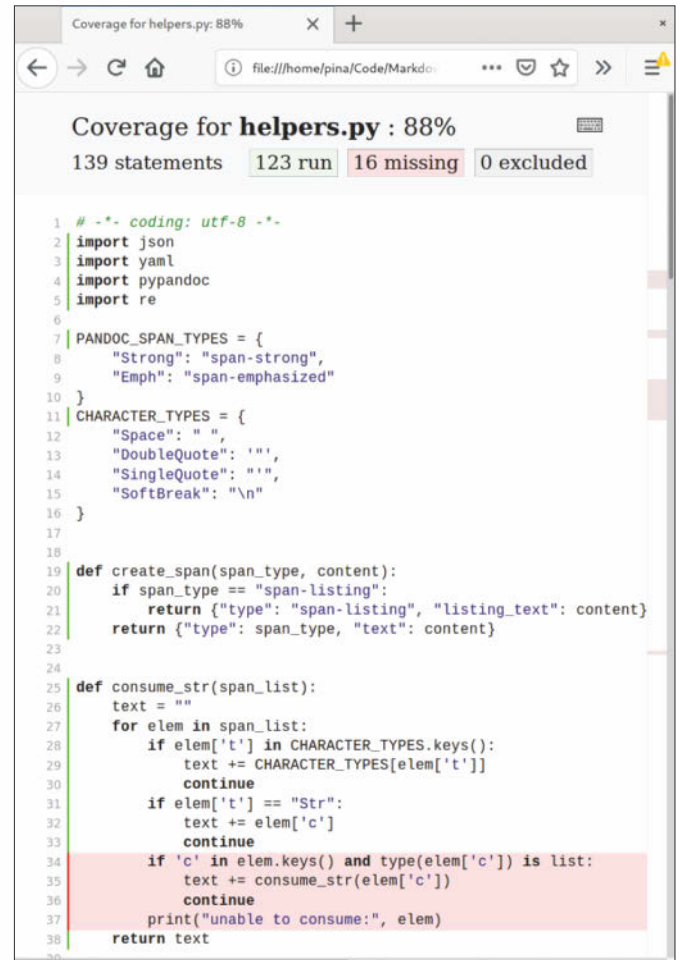 Coverage for helpers.py: 88%
file:///home/pina/Code/Markdo
Coverage for helpers.py : 88%
139 statements 123 run 16 missing 0 excluded
1 # -*- coding: utf-8 -*-
2 import json
3 import yaml
4 import pypandoc
5 import re
6
7 PANDOC_SPAN_TYPES = {
8     "Strong": "span-strong",
9     "Emph": "span-emphasized"
10 }
11 CHARACTER_TYPES = {
12     "Space": " ",
13     "DoubleQuote": '"',
14     "SingleQuote": "'",
15     "SoftBreak": "\n"
16 }
17
18
19 def create_span(span_type, content):
20     if span_type == "span-listing":
21         return {"type": "span-listing", "listing_text": content}
22     return {"type": span_type, "text": content}
23
24
25 def consume_str(span_list):
26     text = ""
27     for elem in span_list:
28         if elem['t'] in CHARACTER_TYPES.keys():
29             text += CHARACTER_TYPES[elem['t']]
30             continue
31         if elem['t'] == "Str":
32             text += elem['c']
33             continue
34         if 'c' in elem.keys() and type(elem['c']) is list:
35             text += consume_str(elem['c'])
36             continue
37         print("unable to consume:", elem)
38     return text